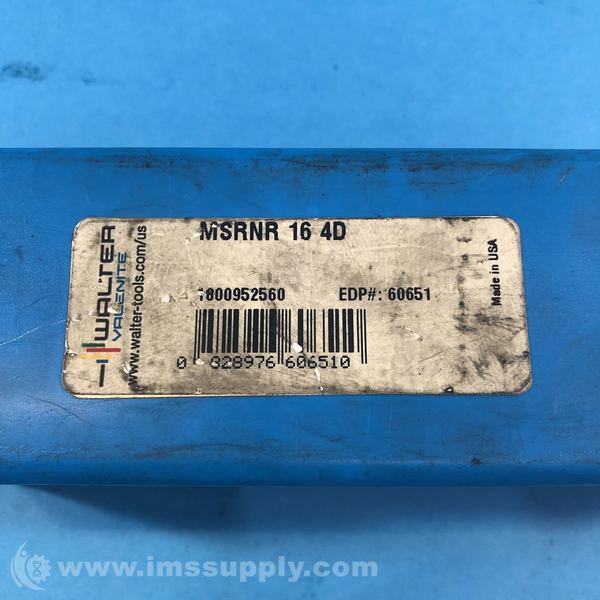 MSRNR 16 4D
1800952560 EDP#: 60651
0 828976 606510
Made in USA
WALTER
VALENITE
www.walter-tools.com/us
www.imssupply.com